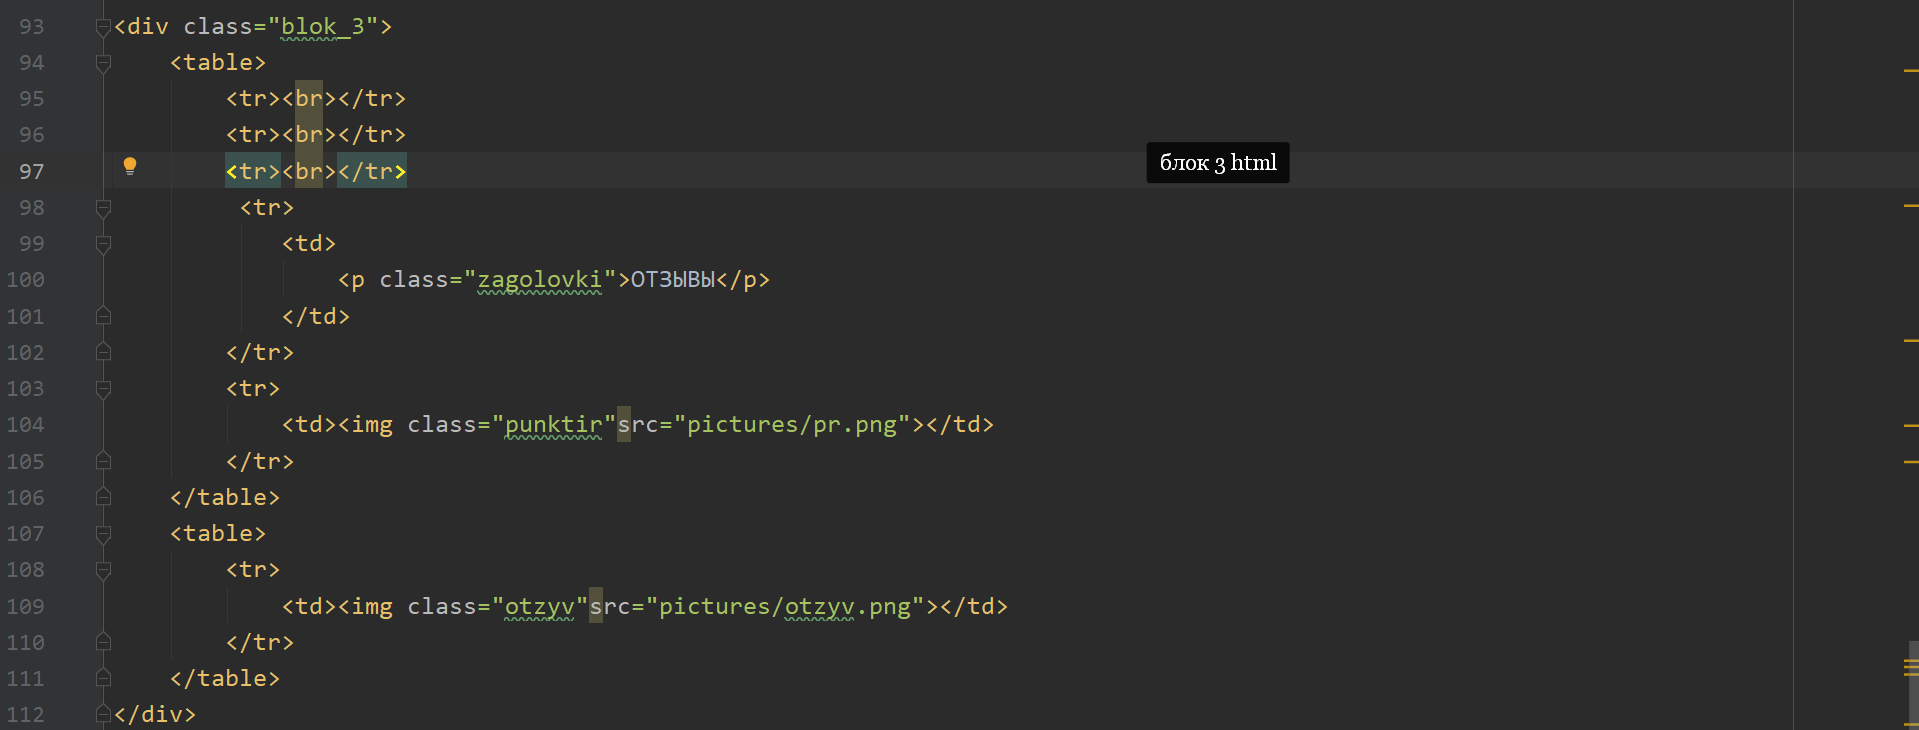 93 <div class="blok_3">
94 <table>
95 <tr><br></tr>
96 <tr><br></tr>
97 <tr><br></tr>
блок 3 html
98 <tr>
99 <td>
100 <p class="zagolovki">ОТЗЫВЫ</p>
101 </td>
102 </tr>
103 <tr>
104 <td><img class="punktir"src="pictures/pr.png"></td>
105 </tr>
106 </table>
107 <table>
108 <tr>
109 <td><img class="otzyv"src="pictures/otzyv.png"></td>
110 </tr>
111 </table>
112 </div>